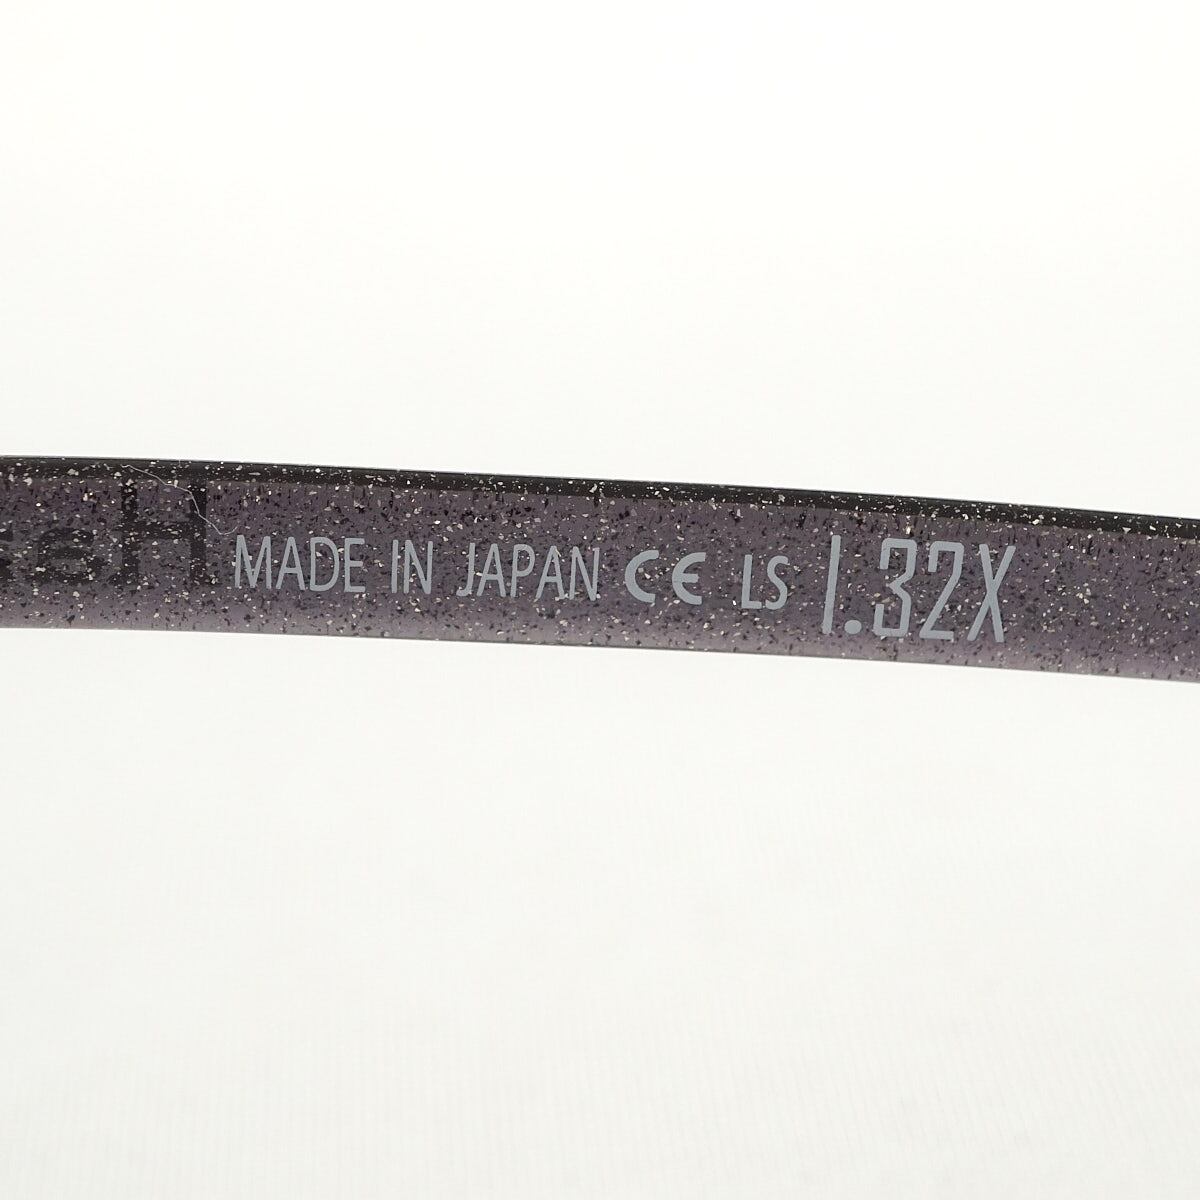 MADE IN JAPAN CE LS 1.32X